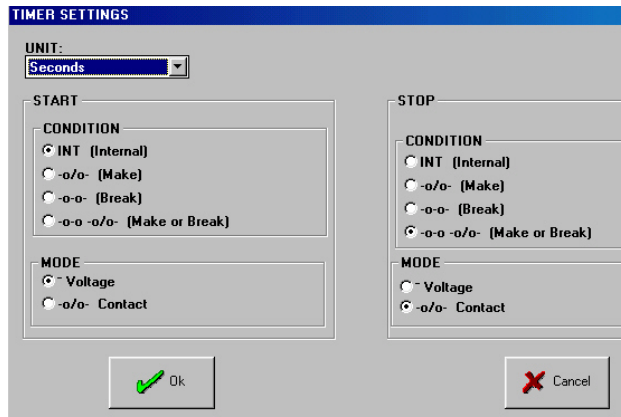 TIMER SETTINGS
UNIT:
Seconds
START
CONDITION
INT (Internal)
-o/o- (Make)
-o-o- (Break)
-o-o -o/o- (Make or Break)
MODE
¯ Voltage
-o/o- Contact
STOP
CONDITION
INT (Internal)
-o/o- (Make)
-o-o- (Break)
-o-o -o/o- (Make or Break)
MODE
¯ Voltage
-o/o- Contact
Ok
Cancel